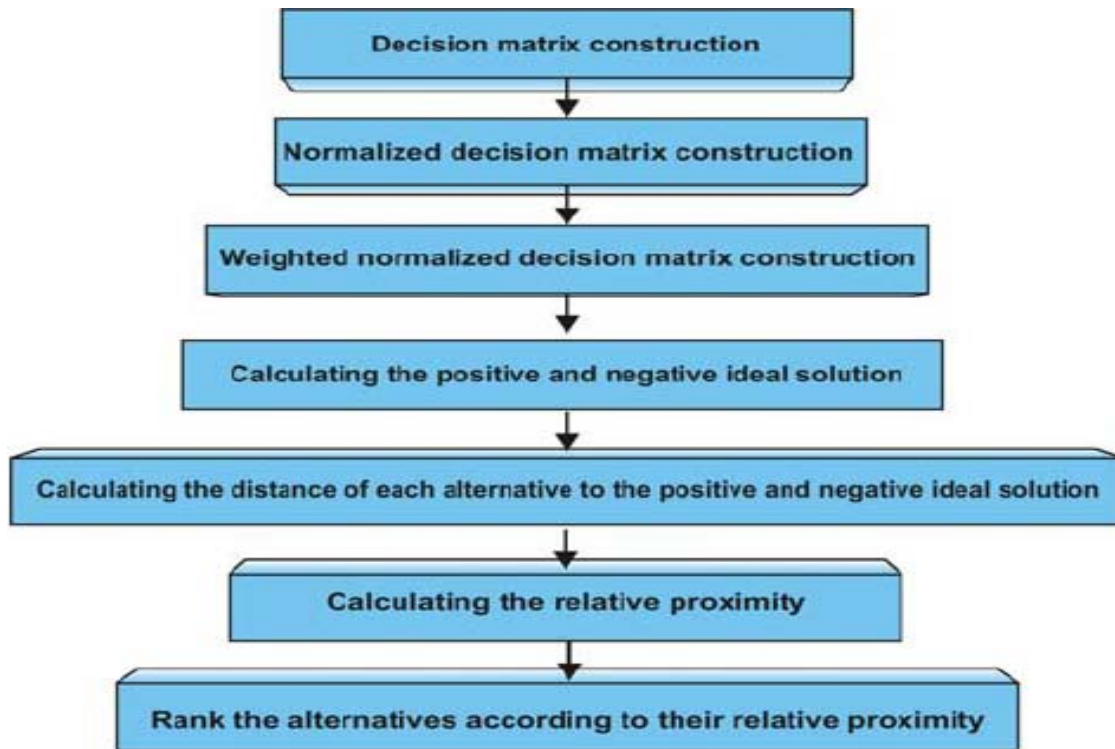 Decision matrix construction
Normalized decision matrix construction
Weighted normalized decision matrix construction
Calculating the positive and negative ideal solution
Calculating the distance of each alternative to the positive and negative ideal solution
Calculating the relative proximity
Rank the alternatives according to their relative proximity